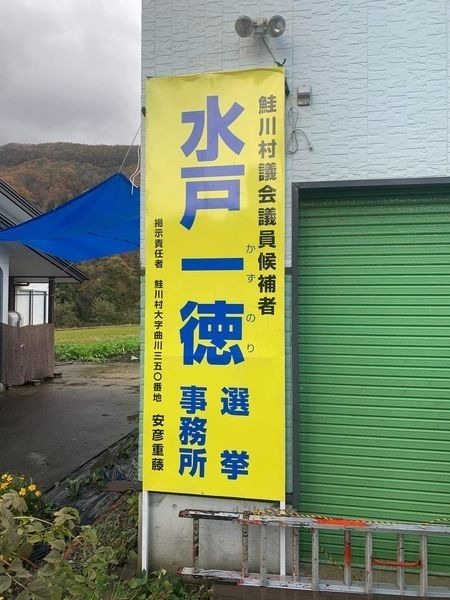 鮭川村議会議員候補者
水戸一徳
かずのり
選挙
事務所
掲示責任者 鮭川村大字曲川三五〇番地 安彦重藤